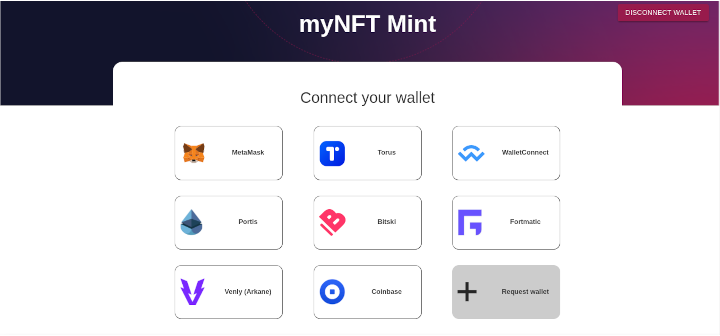 DISCONNECT WALLET
myNFT Mint
Connect your wallet
MetaMask
Torus
WalletConnect
Portis
Bitski
Fortmatic
Venly (Arkane)
Coinbase
Request wallet